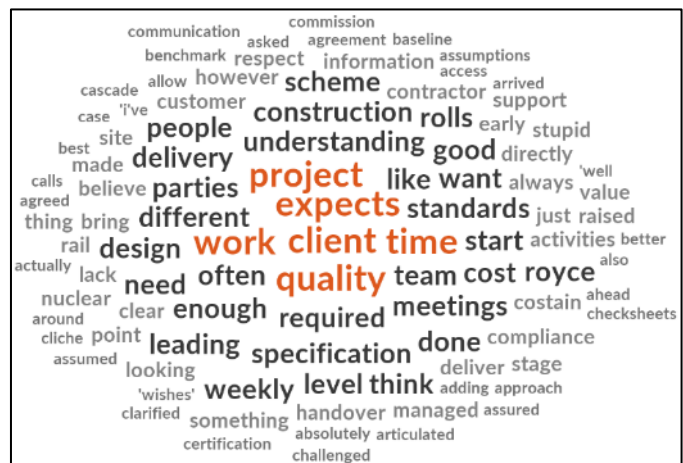 commission
communication asked agreement baseline
benchmark respect information assumptions
cascade allow however scheme contractor access arrived
case 'i've customer construction rolls support
best site people understanding good early stupid
made delivery project like want directly 'well
calls believe parties expects standards always value
agreed thing bring different just raised
rail design work client time start activities better
actually lack need often quality team cost royce also
nuclear clear enough required meetings costain ahead
around checksheets
cliche point leading specification done compliance
assumed looking deliver stage
'wishes' weekly level think adding approach
clarified something handover managed assured
certification absolutely articulated
challenged